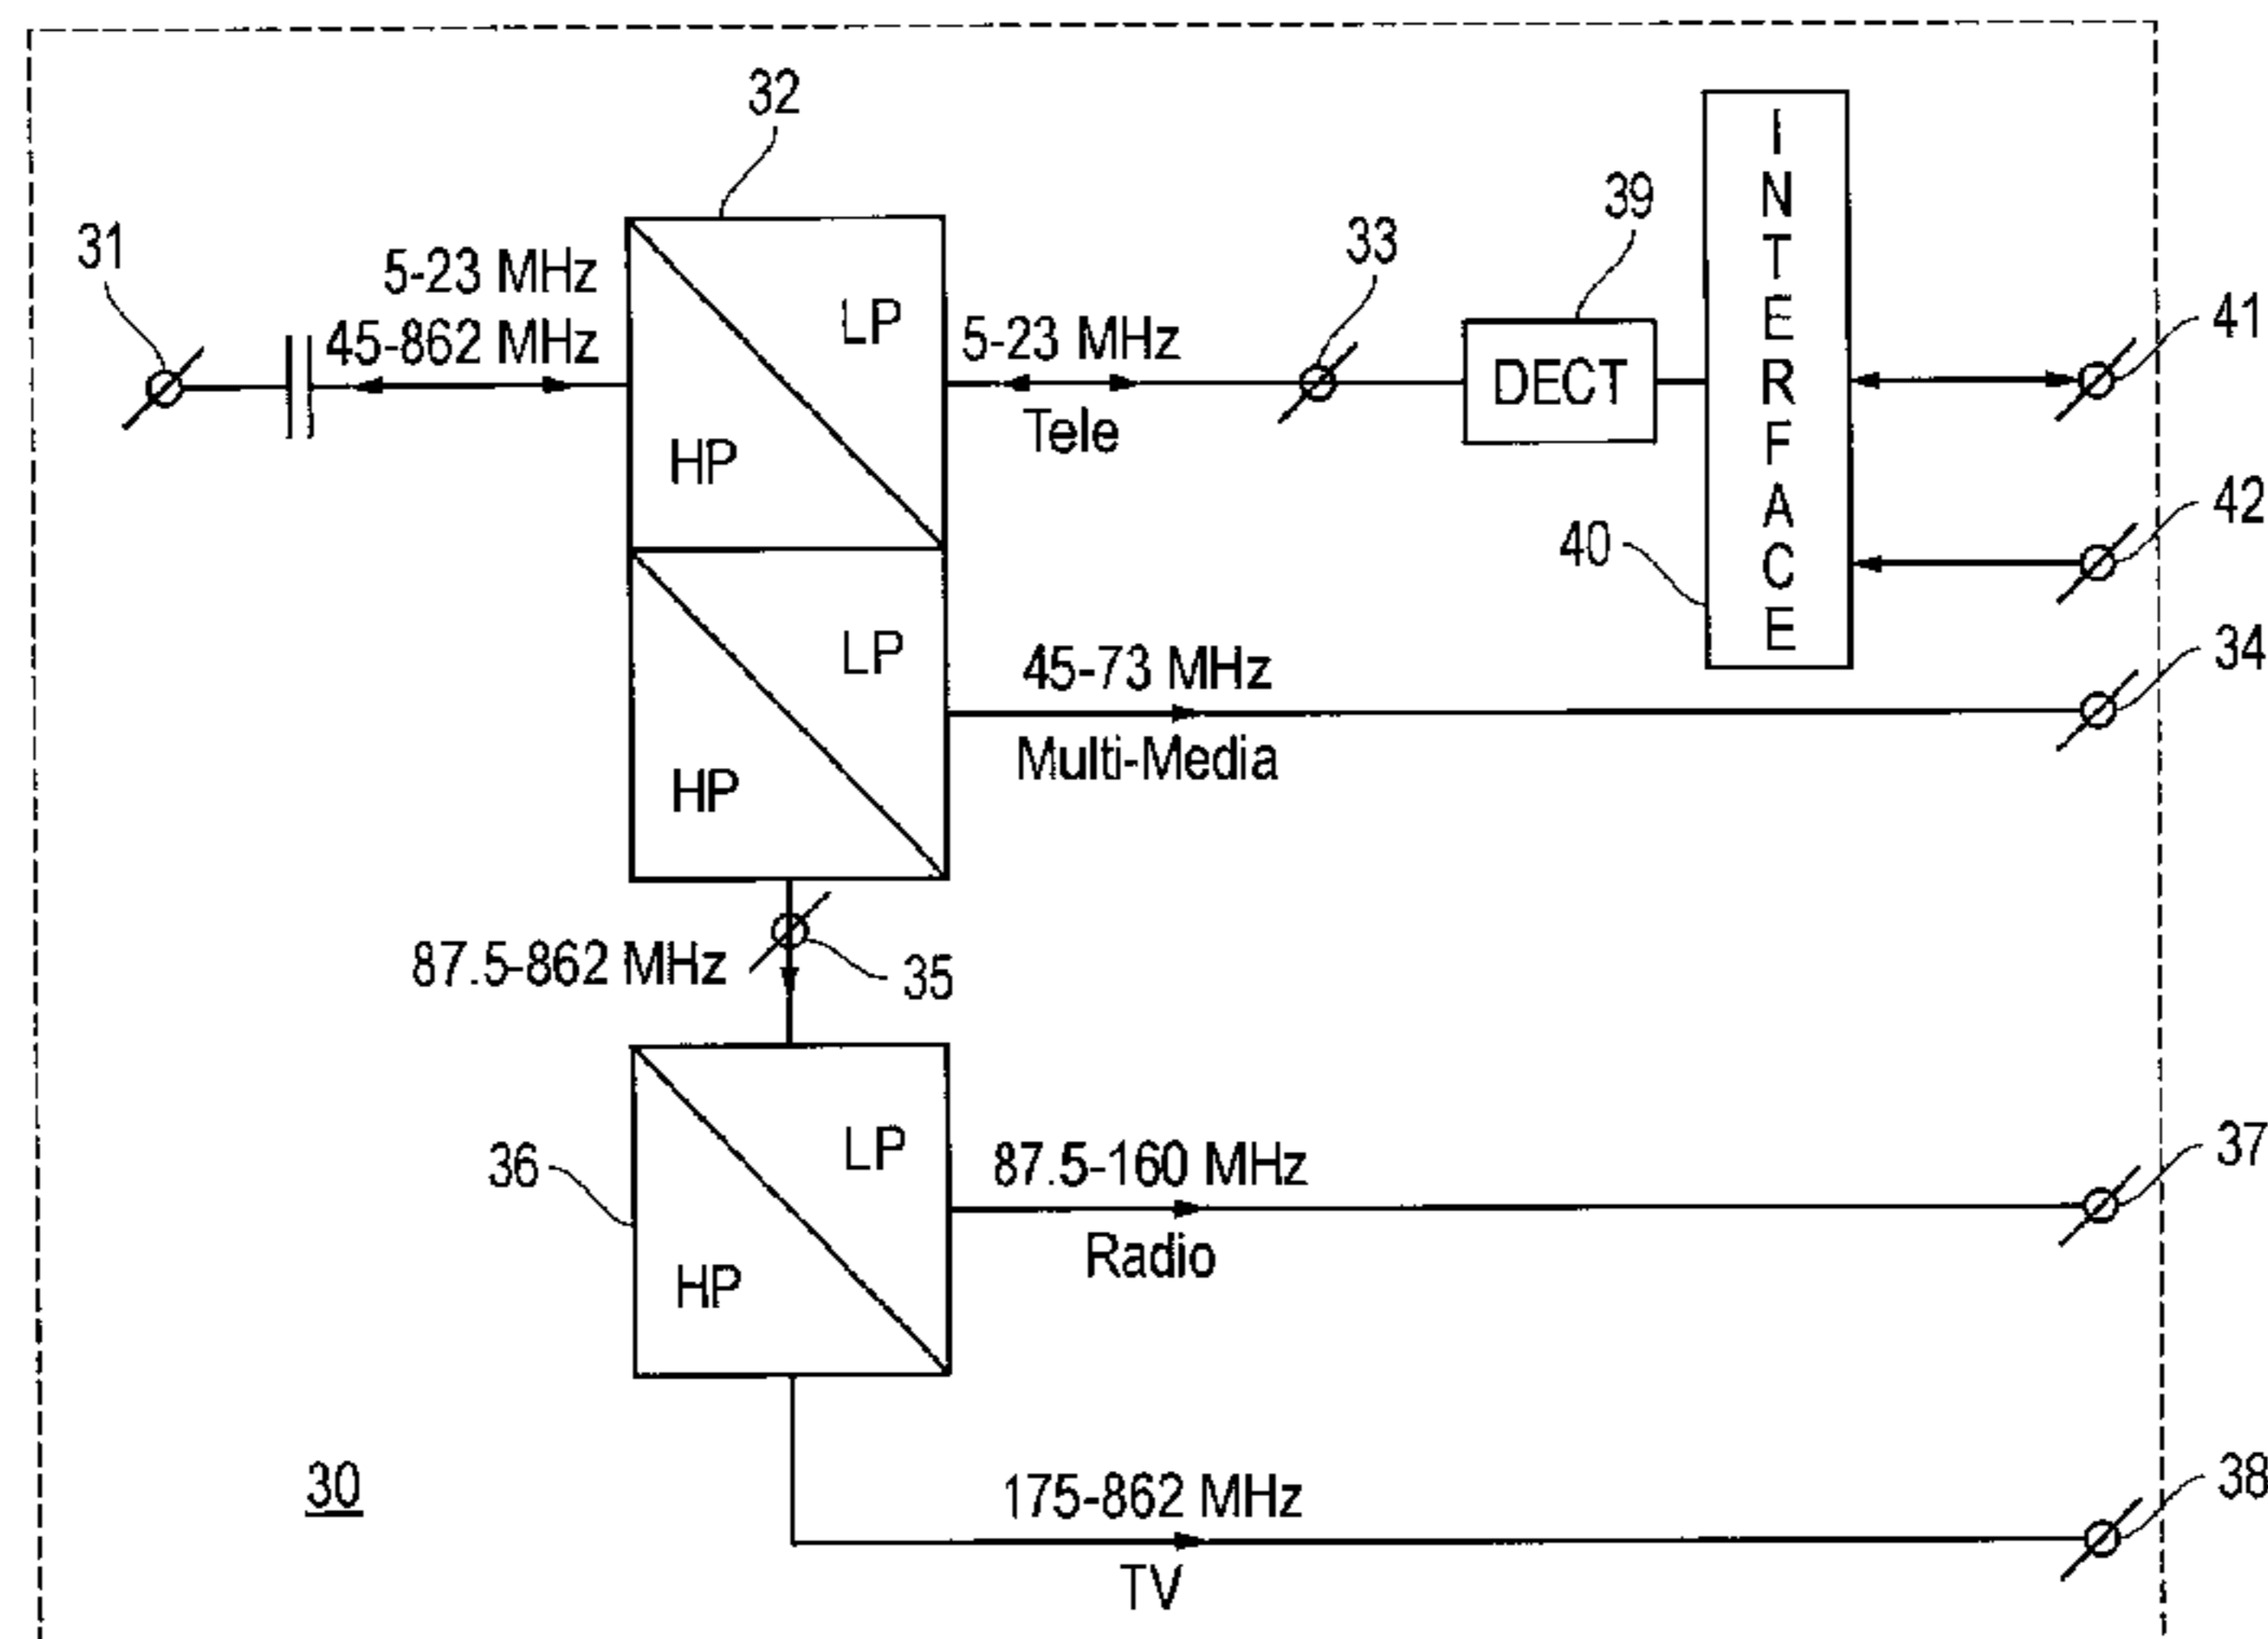 32
31
5-23 MHz
45-862 MHz
LP
HP
5-23 MHz
Tele
33
39
DECT
INTERFACE
40
41
42
34
LP
HP
45-73 MHz
Multi-Media
87.5-862 MHz
35
36
LP
HP
87.5-160 MHz
Radio
37
30
175-862 MHz
TV
38